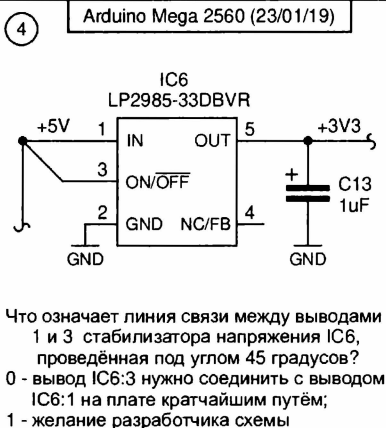 4
Arduino Mega 2560 (23/01/19)
IC6
LP2985-33DBVR
+5V
1
IN
OUT
5
+3V3
3
ON/OFF
+
C13
1uF
2
GND
NC/FB
4
GND
GND
Что означает линия связи между выводами
1 и 3 стабилизатора напряжения IC6,
проведённая под углом 45 градусов?
0 - вывод IC6:3 нужно соединить с выводом
IC6:1 на плате кратчайшим путём;
1 - желание разработчика схемы